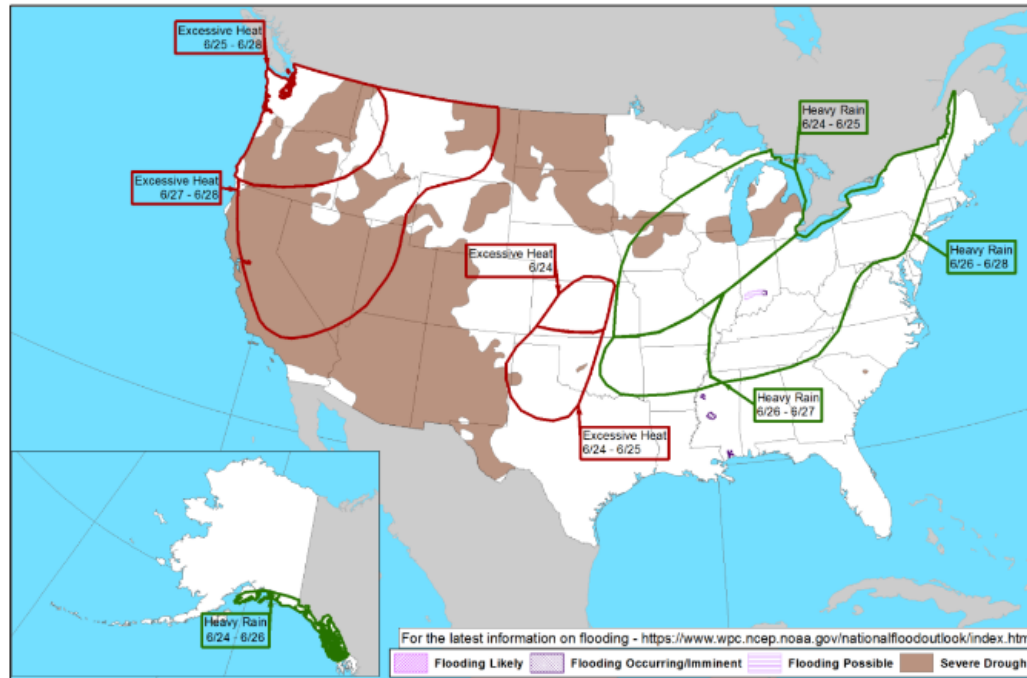 Excessive Heat
6/25 - 6/28
Heavy Rain
6/24 - 6/25
Excessive Heat
6/27 - 6/28
Excessive Heat
6/24
Heavy Rain
6/26 - 6/28
Heavy Rain
6/26 - 6/27
Excessive Heat
6/24 - 6/25
Heavy Rain
6/24 - 6/26
For the latest information on flooding - https://www.wpc.ncep.noaa.gov/nationalfloodoutlook/index.htm
Flooding Likely Flooding Occurring/Imminent Flooding Possible Severe Drough